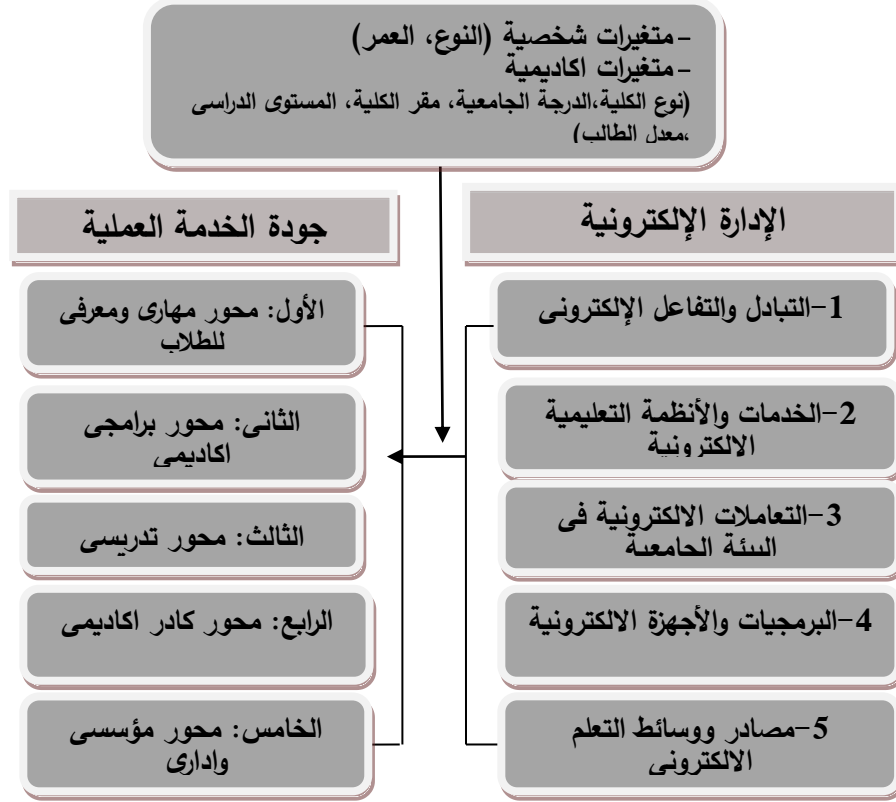 -متغيرات شخصية (النوع، العمر)
-متغيرات اكاديمية
(نوع الكلية،الدرجة الجامعية، مقر الكلية، المستوى الدراسى
،معدل الطالب)
الإدارة الإلكترونية
1-التبادل والتفاعل الإلكترونى
2-الخدمات والأنظمة التعليمية
الالكترونية
3-التعاملات الالكترونية فى
البيئة الجامعية
4-البرمجيات والأجهزة الالكترونية
5-مصادر ووسائط التعلم
الالكترونى
جودة الخدمة العملية
الأول: محور مهارى ومعرفى
للطلاب
الثانى: محور برامجى
اكاديمى
الثالث: محور تدريسى
الرابع: محور كادر اكاديمى
الخامس: محور مؤسسى
وادارى